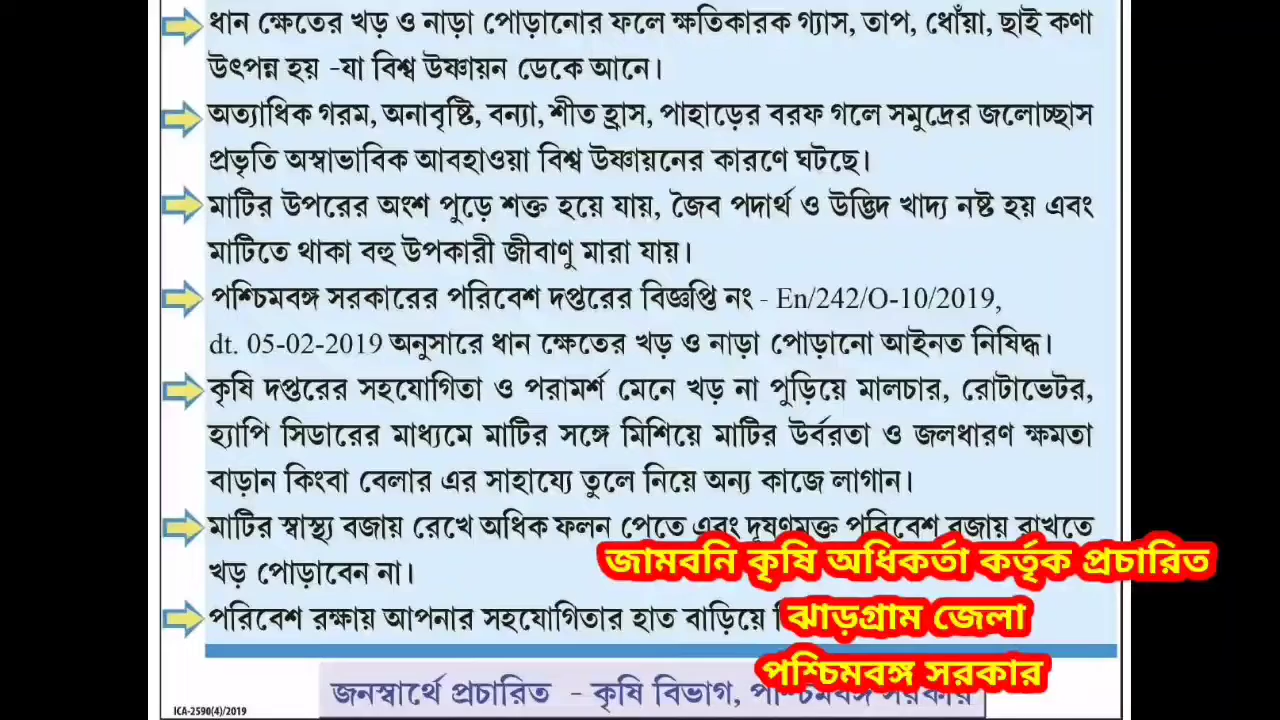 ধান ক্ষেতের খড় ও নাড়া পোড়ানোর ফলে ক্ষতিকারক গ্যাস, তাপ, ধোঁয়া, ছাই কণা
উৎপন্ন হয় -যা বিশ্ব উষ্ণায়ন ডেকে আনে।
অত্যাধিক গরম, অনাবৃষ্টি, বন্যা, শীত হ্রাস, পাহাড়ের বরফ গলে সমুদ্রের জলোচ্ছাস
প্রভৃতি অস্বাভাবিক আবহাওয়া বিশ্ব উষ্ণায়নের কারণে ঘটছে।
মাটির উপরের অংশ পুড়ে শক্ত হয়ে যায়, জৈব পদার্থ ও উদ্ভিদ খাদ্য নষ্ট হয় এবং
মাটিতে থাকা বহু উপকারী জীবাণু মারা যায়।
পশ্চিমবঙ্গ সরকারের পরিবেশ দপ্তরের বিজ্ঞপ্তি নং - En/242/O-10/2019,
dt. 05-02-2019 অনুসারে ধান ক্ষেতের খড় ও নাড়া পোড়ানো আইনত নিষিদ্ধ।
কৃষি দপ্তরের সহযোগিতা ও পরামর্শ মেনে খড় না পুড়িয়ে মালচার, রোটাভেটর,
হ্যাপি সিডারের মাধ্যমে মাটির সঙ্গে মিশিয়ে মাটির উর্বরতা ও জলধারণ ক্ষমতা
বাড়ান কিংবা বেলার এর সাহায্যে তুলে নিয়ে অন্য কাজে লাগান।
মাটির স্বাস্থ্য বজায় রেখে অধিক ফলন পেতে এবং দূষণমুক্ত পরিবেশ বজায় রাখতে
খড় পোড়াবেন না।
পরিবেশ রক্ষায় আপনার সহযোগিতার হাত বাড়িয়ে
জামবনি কৃষি অধিকর্তা কর্তৃক প্রচারিত
ঝাড়গ্রাম জেলা
পশ্চিমবঙ্গ সরকার
জনস্বার্থে প্রচারিত - কৃষি বিভাগ, পশ্চিমবঙ্গ সরকার
ICA-2590(4)/2019